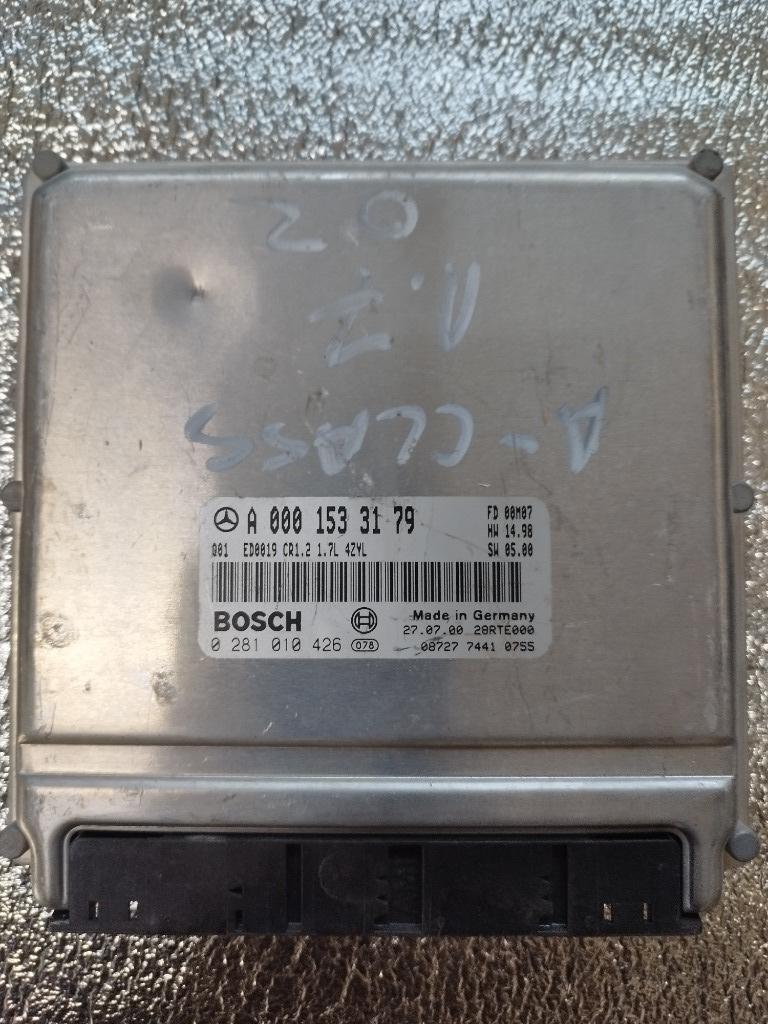 A-CLASS
1.7
02
A 000 153 31 79
FD 00M07
HW 14.98
Q01 ED0019 CR1.2 1.7L 4ZYL
SW 05.00
BOSCH
Made in Germany
27.07.00 28RTE000
0 281 010 426 078
08727 7441 0755